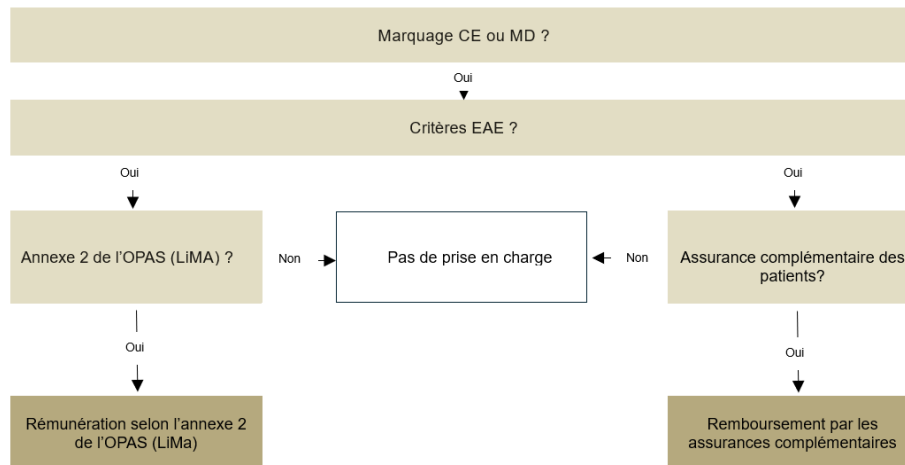 Marquage CE ou MD ?
Oui
Critères EAE ?
Oui
Oui
Annexe 2 de l'OPAS (LiMA) ?
Non
Pas de prise en charge
Non
Assurance complémentaire des
patients?
Oui
Oui
Rémunération selon l'annexe 2
de l'OPAS (LiMa)
Remboursement par les
assurances complémentaires